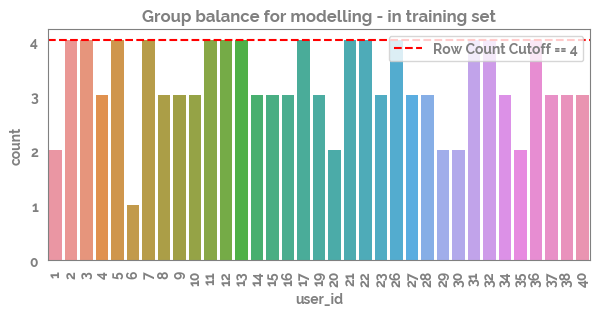 Group balance for modelling - in training set
Row Count Cutoff == 4
count
4
3
2
1
0
1 2 3 4 5 6 7 8 9 10 11 12 13 14 15 16 17 19 20 21 22 23 26 27 28 29 30 31 32 34 35 36 37 38 40
user_id